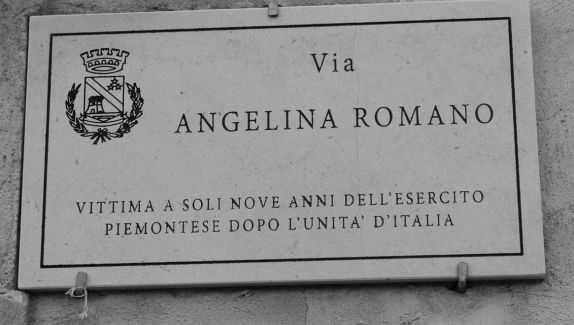 Via
ANGELINA ROMANO
VITTIMA A SOLI NOVE ANNI DELL'ESERCITO
PIEMONTESE DOPO L'UNITA' D'ITALIA